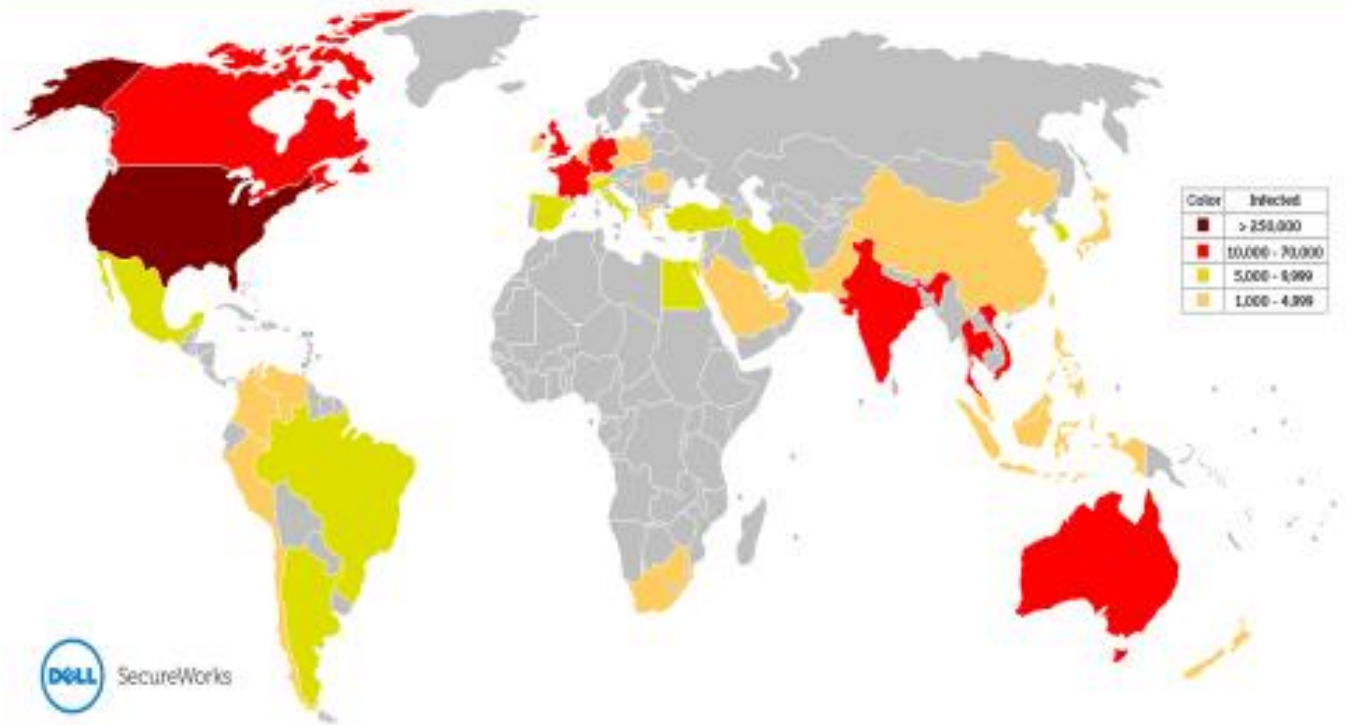 Color Infected
> 250,000
10,000 - 70,000
5,000 - 9,999
1,000 - 4,999
DELL SecureWorks